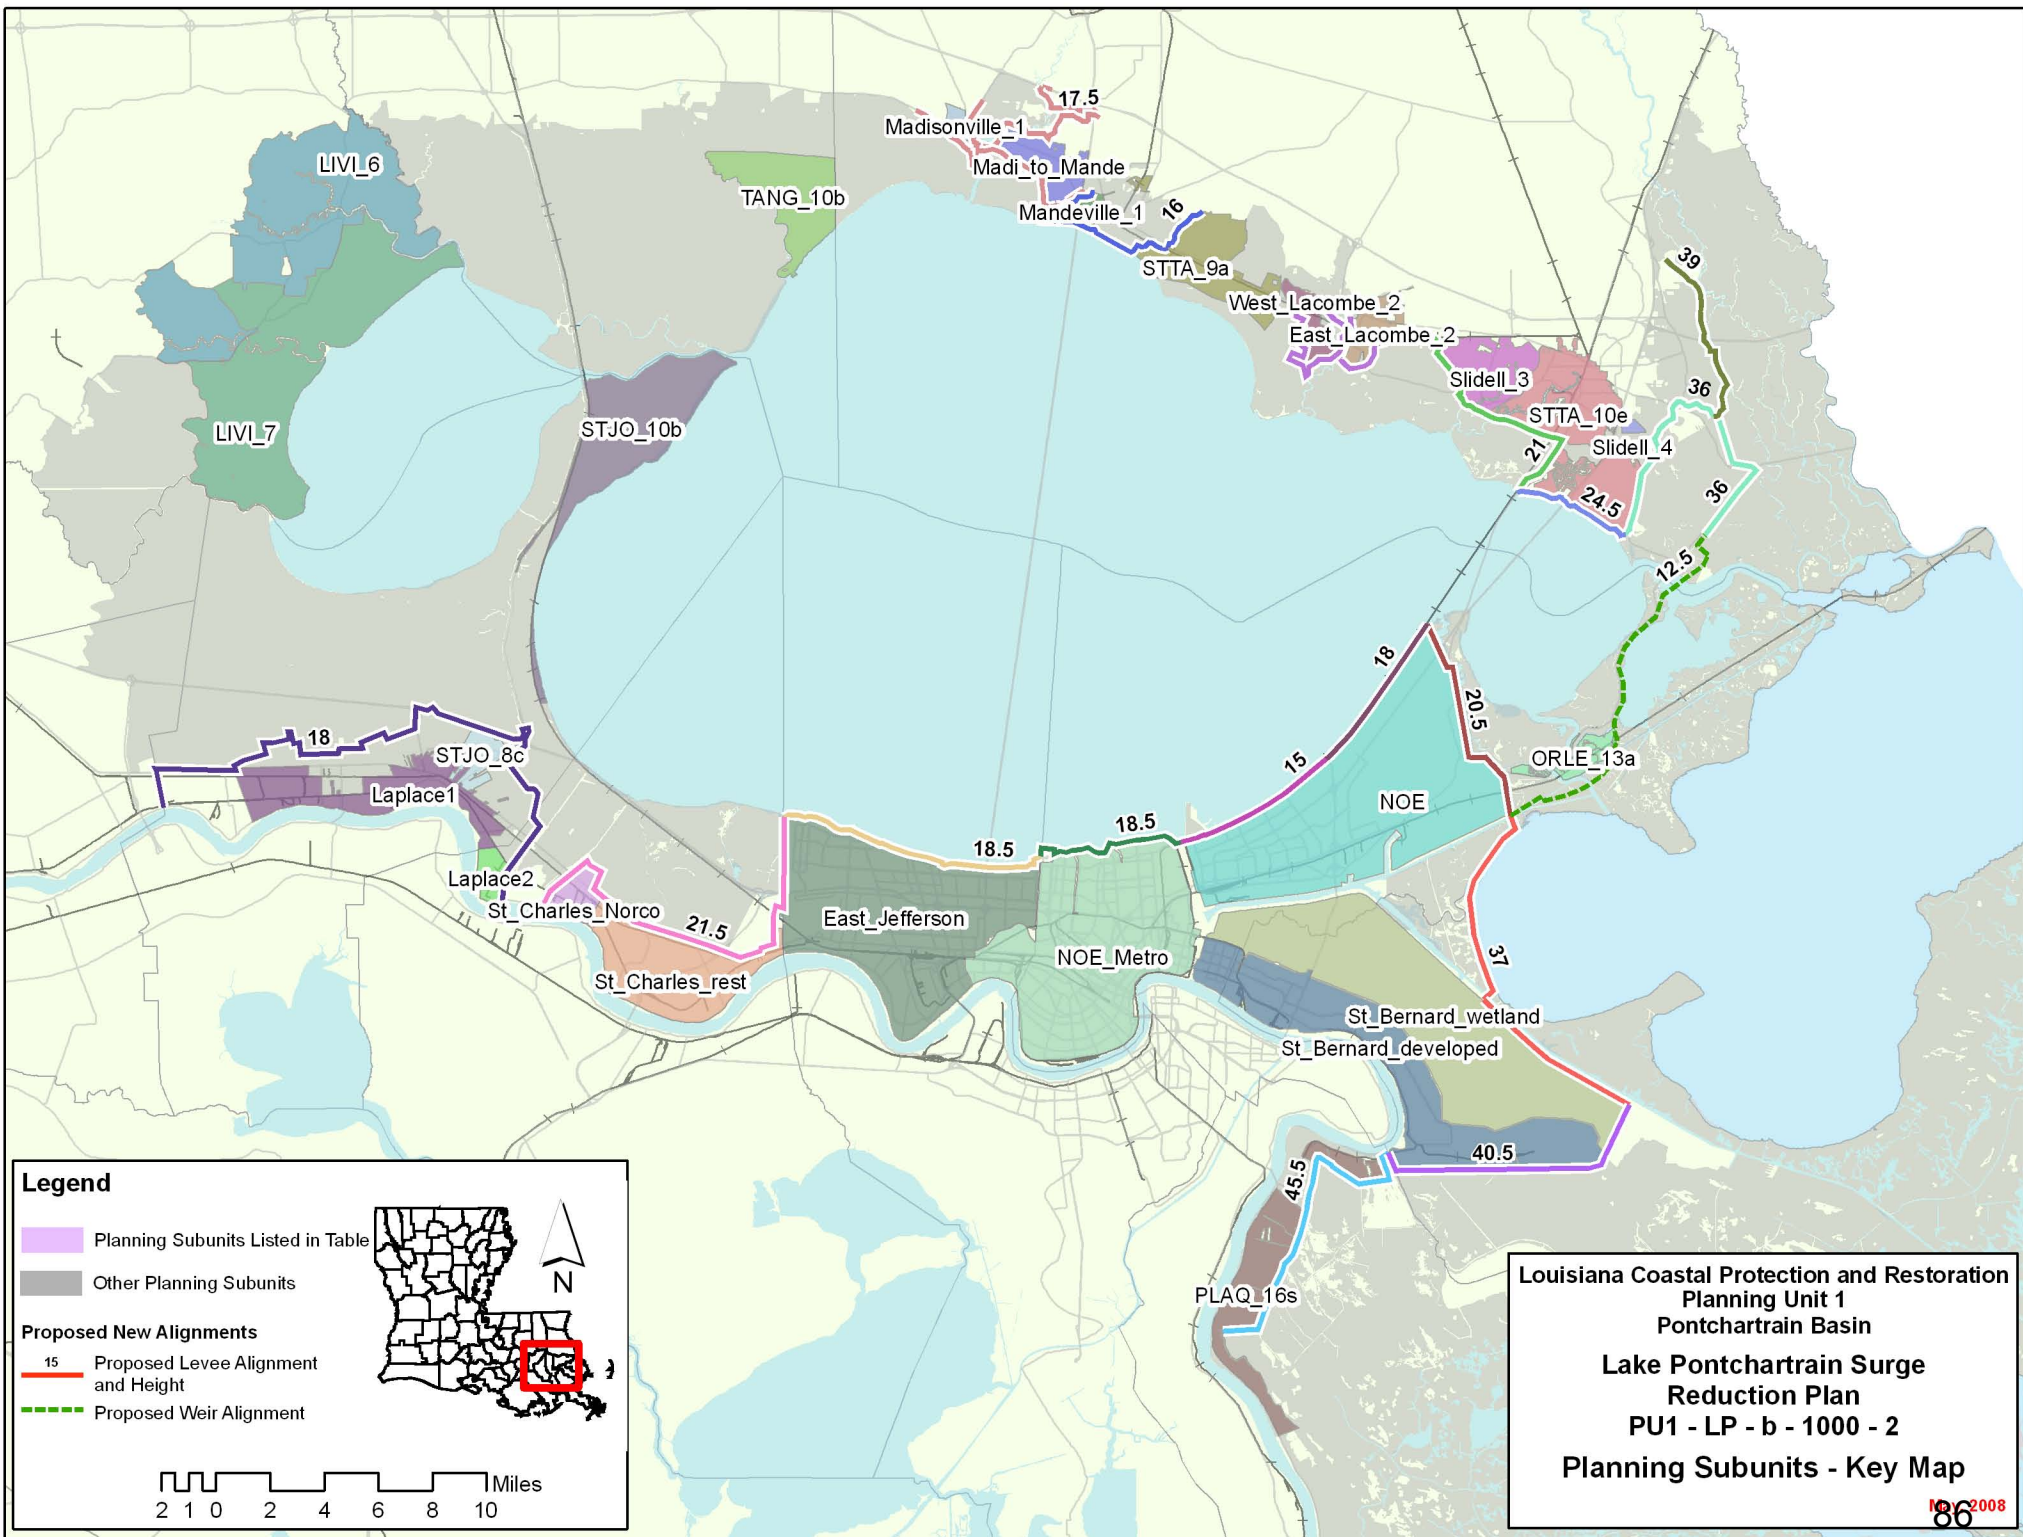 17.5
Madisonville_1
LIVI_6
Madi_to_Mande
TANG_10b
Mandeville_1
16
STTA_9a
39
West_Lacombe_2
East_Lacombe_2
Slidell_3
36
STTA_10e
LIVI_7
STJO_10b
21
Slidell_4
24.5
36
12.5
18
20.5
18
STJO_8c
15
ORLE_13a
Laplace1
NOE
18.5
18.5
Laplace2
St_Charles_Norco
21.5
East_Jefferson
NOE_Metro
37
St_Charles_rest
St_Bernard_wetland
St_Bernard_developed
40.5
45.5
PLAQ_16s
Legend
Planning Subunits Listed in Table
Other Planning Subunits
Proposed New Alignments
15
Proposed Levee Alignment
and Height
Proposed Weir Alignment
N
Miles
2 1 0 2 4 6 8 10
Louisiana Coastal Protection and Restoration
Planning Unit 1
Pontchartrain Basin
Lake Pontchartrain Surge
Reduction Plan
PU1 - LP - b - 1000 - 2
Planning Subunits - Key Map
May 2008
86